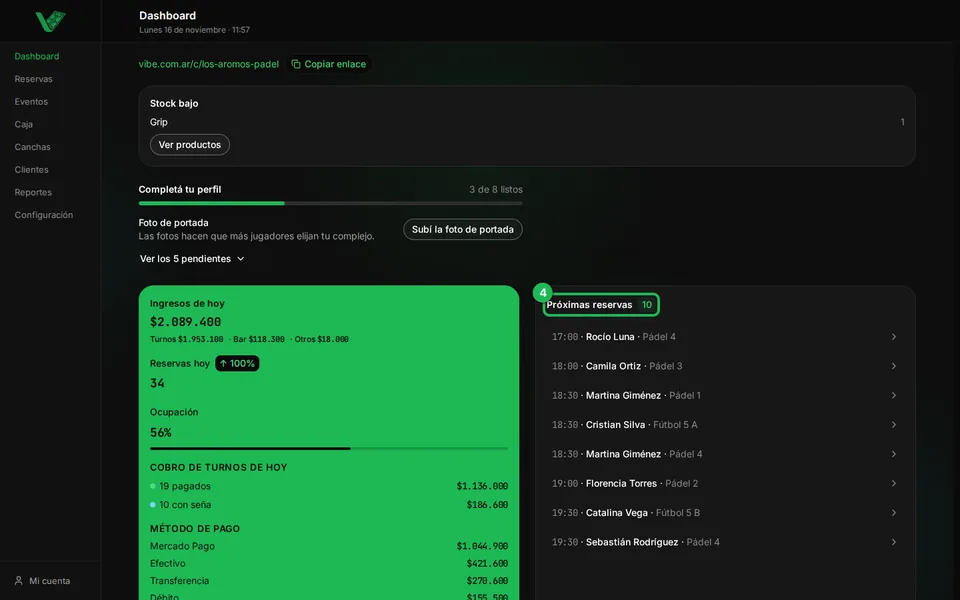 Dashboard
Lunes 16 de noviembre · 11:57
Dashboard
Reservas
Eventos
Caja
Canchas
Clientes
Reportes
Configuración
Mi cuenta
vibe.com.ar/c/los-aromos-padel
Copiar enlace
Stock bajo
Grip 1
Ver productos
Completá tu perfil 3 de 8 listos
Foto de portada
Las fotos hacen que más jugadores elijan tu complejo.
Subí la foto de portada
Ver los 5 pendientes
Ingresos de hoy
$2.089.400
Turnos $1.953.100 · Bar $118.300 · Otros $18.000
Reservas hoy ↑ 100%
34
Ocupación
56%
COBRO DE TURNOS DE HOY
19 pagados $1.136.000
10 con seña $186.600
MÉTODO DE PAGO
Mercado Pago $1.044.900
Efectivo $421.600
Transferencia $270.600
Débito $155.500
4
Próximas reservas 10
17:00 · Rocío Luna · Pádel 4
18:00 · Camila Ortiz · Pádel 3
18:30 · Martina Giménez · Pádel 1
18:30 · Cristian Silva · Fútbol 5 A
18:30 · Martina Giménez · Pádel 4
19:00 · Florencia Torres · Pádel 2
19:30 · Catalina Vega · Fútbol 5 B
19:30 · Sebastián Rodríguez · Pádel 4